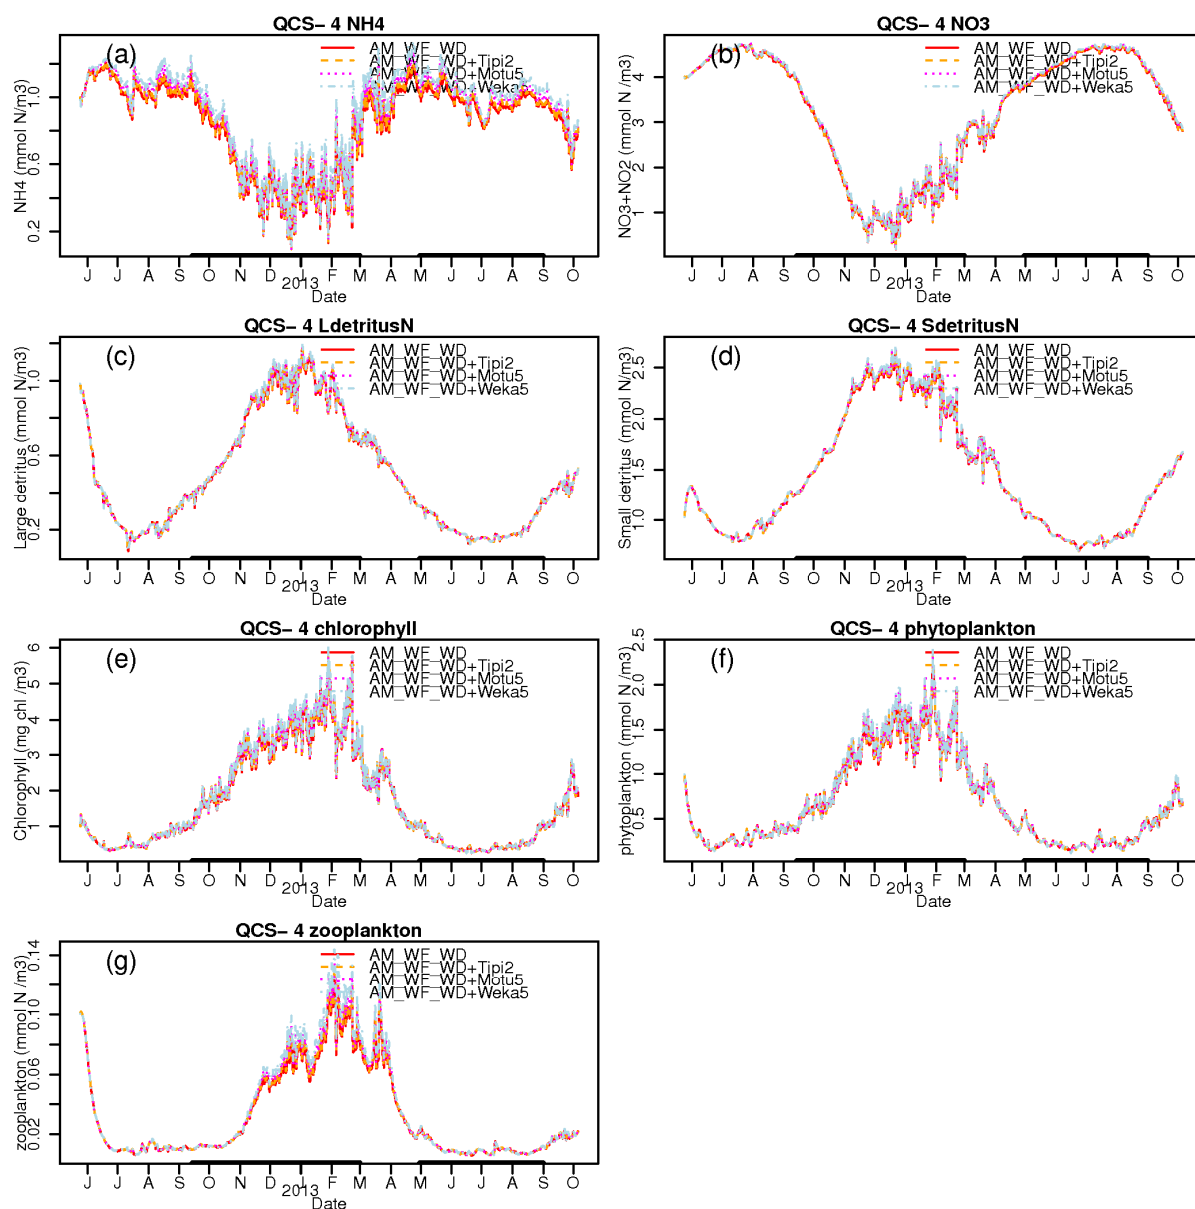 QCS- 4 NH4
(a)
AM_WF_WD
AM_WF_WD+Tipi2
AM_WF_WD+Motu5
AM_WF_WD+Weka5
NH4 (mmol N/m3)
0.2 0.6 1.0
J J A S O N D J F M A M J J A S O
2013
Date
QCS- 4 NO3
(b)
AM_WF_WD
AM_WF_WD+Tipi2
AM_WF_WD+Motu5
AM_WF_WD+Weka5
NO3+NO2 (mmol N /m3)
1 2 3 4
J J A S O N D J F M A M J J A S O
2013
Date
QCS- 4 LdetritusN
(c)
AM_WF_WD
AM_WF_WD+Tipi2
AM_WF_WD+Motu5
AM_WF_WD+Weka5
Large detritus (mmol N/m3)
0.2 0.6 1.0
J J A S O N D J F M A M J J A S O
2013
Date
QCS- 4 SdetritusN
(d)
AM_WF_WD
AM_WF_WD+Tipi2
AM_WF_WD+Motu5
AM_WF_WD+Weka5
Small detritus (mmol N/m3)
1.0 1.5 2.0 2.5
J J A S O N D J F M A M J J A S O
2013
Date
QCS- 4 chlorophyll
(e)
AM_WF_WD
AM_WF_WD+Tipi2
AM_WF_WD+Motu5
AM_WF_WD+Weka5
Chlorophyll (mg chl /m3)
1 2 3 4 5 6
J J A S O N D J F M A M J J A S O
2013
Date
QCS- 4 phytoplankton
(f)
AM_WF_WD
AM_WF_WD+Tipi2
AM_WF_WD+Motu5
AM_WF_WD+Weka5
phytoplankton (mmol N /m3)
0.5 1.0 1.5 2.0 2.5
J J A S O N D J F M A M J J A S O
2013
Date
QCS- 4 zooplankton
(g)
AM_WF_WD
AM_WF_WD+Tipi2
AM_WF_WD+Motu5
AM_WF_WD+Weka5
zooplankton (mmol N /m3)
0.02 0.06 0.10 0.14
J J A S O N D J F M A M J J A S O
2013
Date